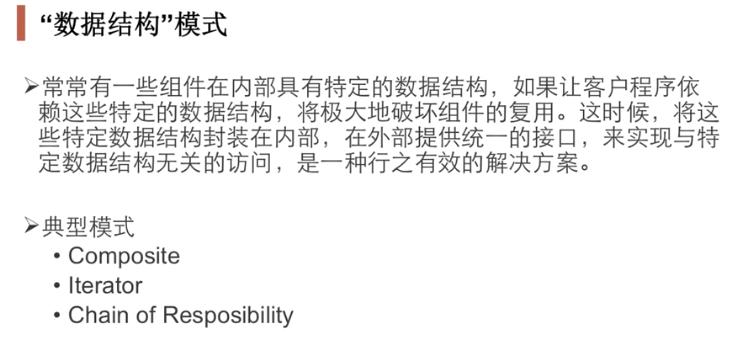 “数据结构”模式
➢常常有一些组件在内部具有特定的数据结构，如果让客户程序依
赖这些特定的数据结构，将极大地破坏组件的复用。这时候，将这
些特定数据结构封装在内部，在外部提供统一的接口，来实现与特
定数据结构无关的访问，是一种行之有效的解决方案。
➢典型模式
• Composite
• Iterator
• Chain of Resposibility